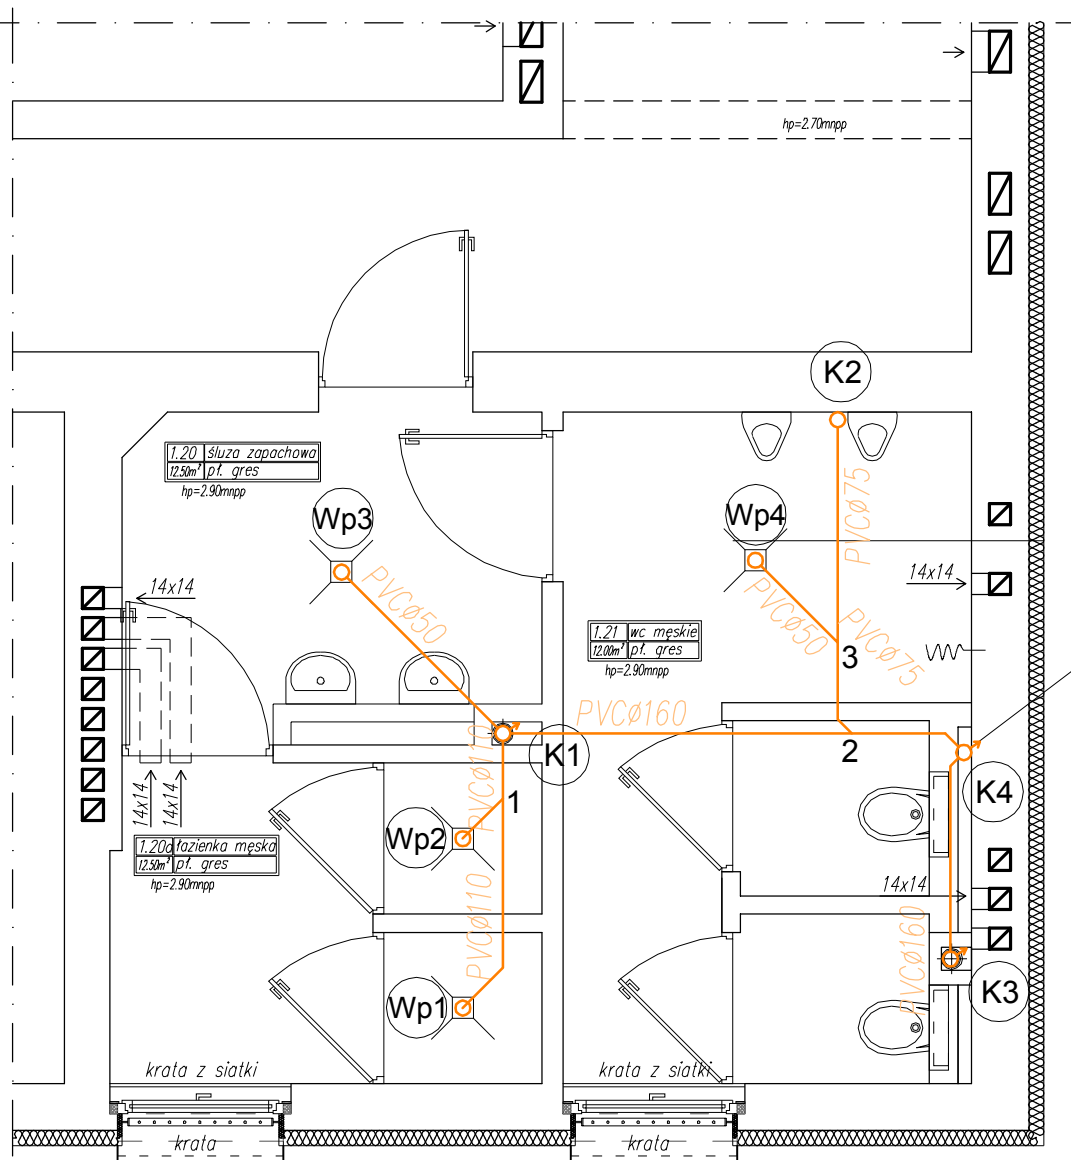 hp=2.70mnpp
K2
1.20 śluza zapachowa
12.50m² pł. gres
hp=2.90mnpp
Wp3
Wp4
PVCø75
14x14
14x14
PVCø50
PVCø50
PVCø75
1.21 wc męskie
12.00m² pł. gres
hp=2.90mnpp
3
PVCø160
K1
2
K4
PVCø110
1
14x14
14x14
Wp2
1.20a łazienka męska
12.50m² pł. gres
hp=2.90mnpp
14x14
PVCø110
PVCø160
Wp1
K3
krata z siatki
krata z siatki
krata
krata